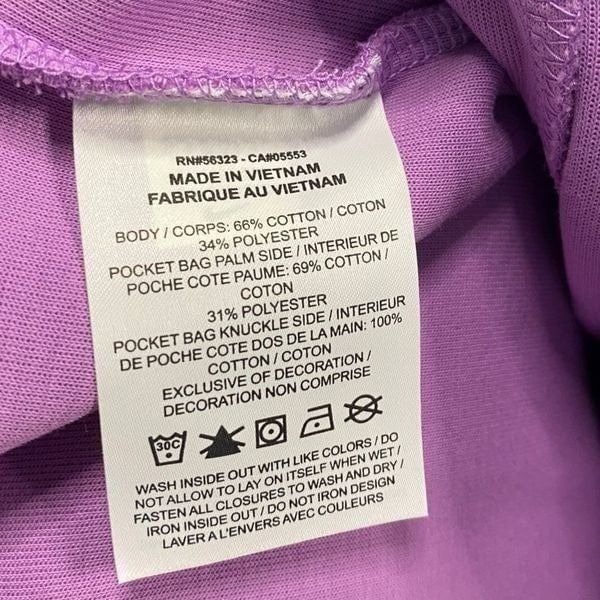 RN#56323 - CA#05553
MADE IN VIETNAM
FABRIQUE AU VIETNAM
BODY / CORPS: 66% COTTON / COTON
34% POLYESTER
POCKET BAG PALM SIDE / INTERIEUR DE
POCHE COTE PAUME: 69% COTTON /
COTON
31% POLYESTER
POCKET BAG KNUCKLE SIDE / INTERIEUR
DE POCHE COTE DOS DE LA MAIN: 100%
COTTON / COTON
EXCLUSIVE OF DECORATION /
DECORATION NON COMPRISE
30C
WASH INSIDE OUT WITH LIKE COLORS / DO
NOT ALLOW TO LAY ON ITSELF WHEN WET /
FASTEN ALL CLOSURES TO WASH AND DRY /
IRON INSIDE OUT / DO NOT IRON DESIGN
LAVER A L'ENVERS AVEC COULEURS